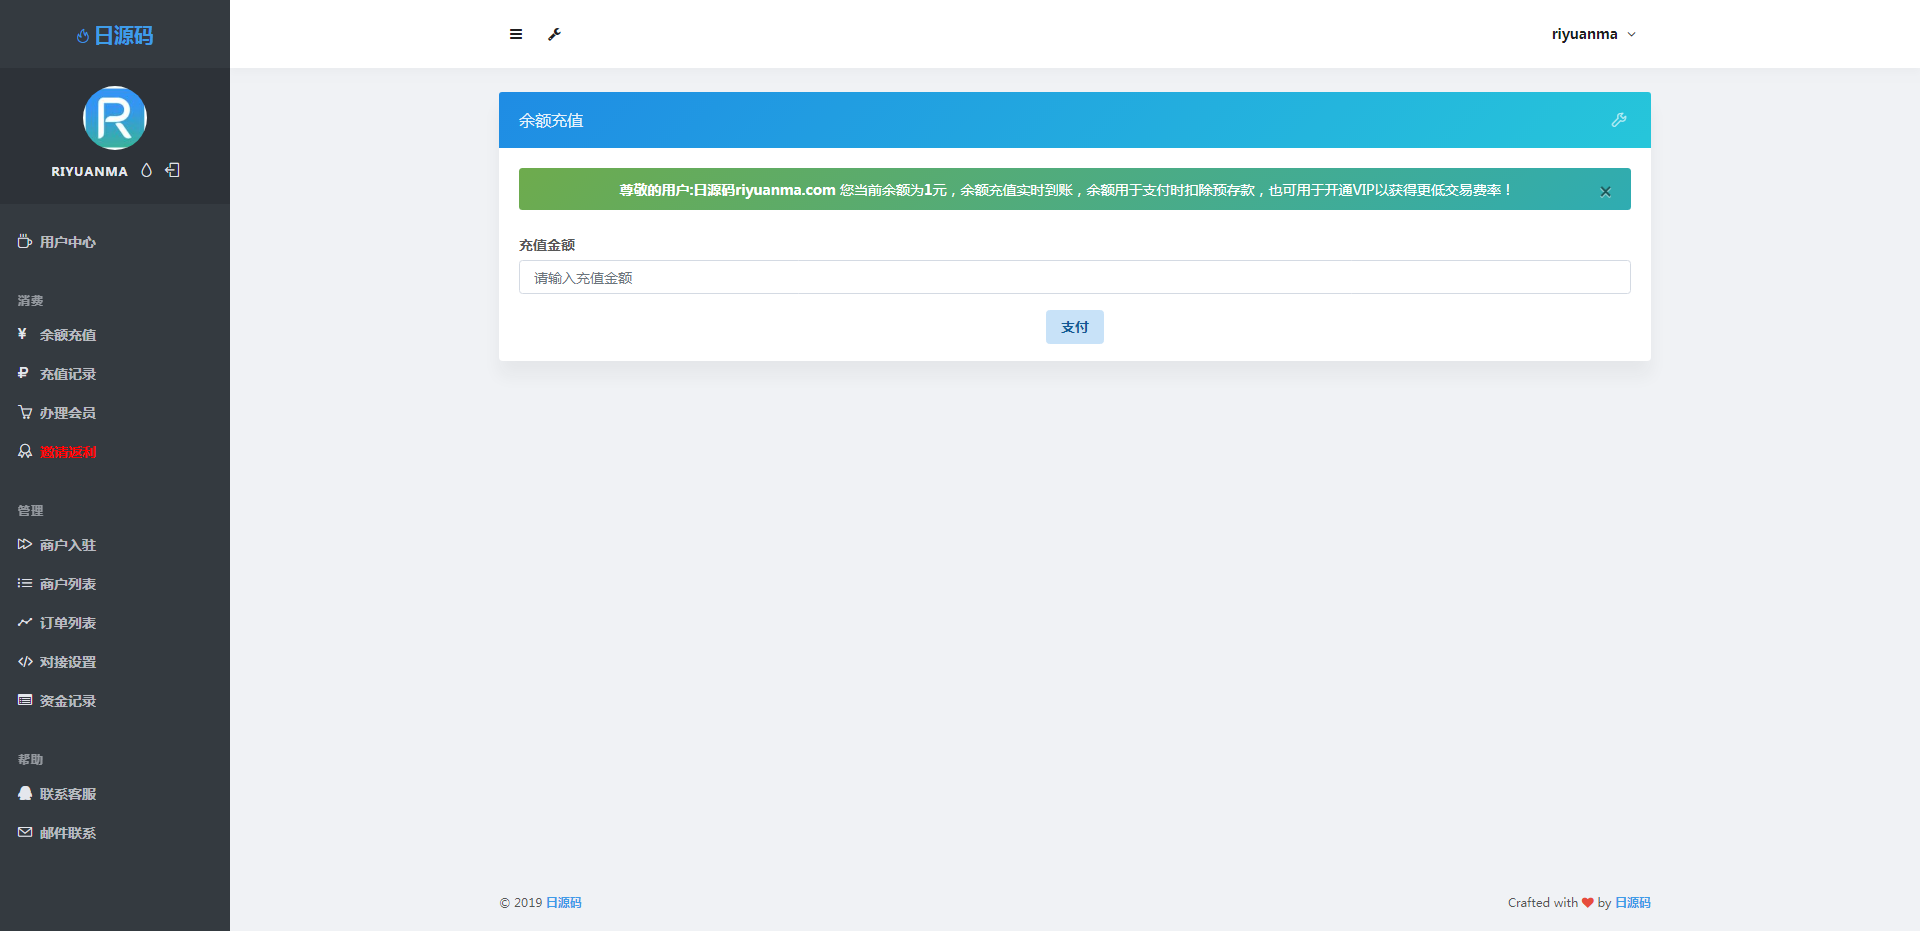 日源码
RIYUANMA
用户中心
消费
¥ 余额充值
₽ 充值记录
办理会员
邀请返利
管理
商户入驻
商户列表
订单列表
对接设置
资金记录
帮助
联系客服
邮件联系
riyuanma
余额充值
尊敬的用户:日源码riyuanma.com 您当前余额为1元，余额充值实时到账，余额用于支付时扣除预存款，也可用于开通VIP以获得更低交易费率！
充值金额
请输入充值金额
支付
© 2019 日源码
Crafted with ❤ by 日源码